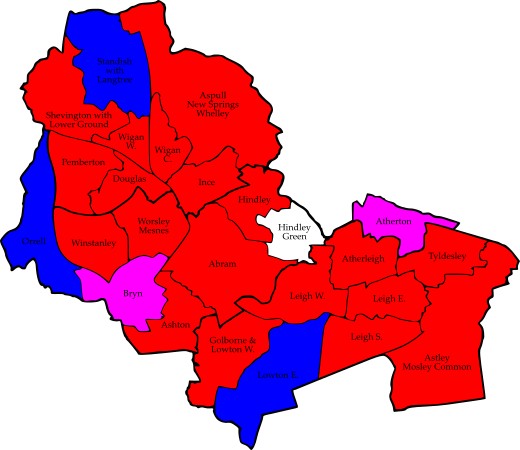 Standish
with
Langtree
Aspull
New Springs
Whelley
Shevington with
Lower Ground
Wigan
W.
Wigan
C.
Pemberton
Douglas
Ince
Hindley
Worsley
Mesnes
Hindley
Green
Atherton
Orrell
Winstanley
Abram
Atherleigh
Tyldesley
Bryn
Leigh W.
Leigh E.
Ashton
Golborne &
Lowton W.
Leigh S.
Astley
Mosley Common
Lowton E.